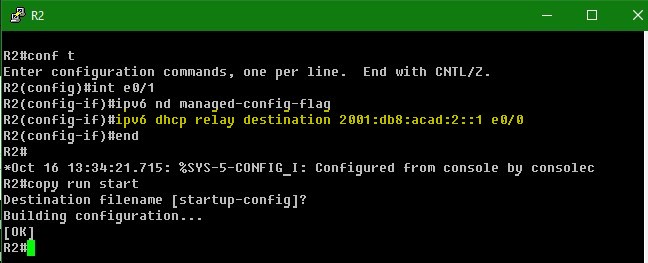 R2
R2#conf t
Enter configuration commands, one per line.  End with CNTL/Z.
R2(config)#int e0/1
R2(config-if)#ipv6 nd managed-config-flag
R2(config-if)#ipv6 dhcp relay destination 2001:db8:acad:2::1 e0/0
R2(config-if)#end
R2#
*Oct 16 13:34:21.715: %SYS-5-CONFIG_I: Configured from console by consolec
R2#copy run start
Destination filename [startup-config]?
Building configuration...
[OK]
R2#